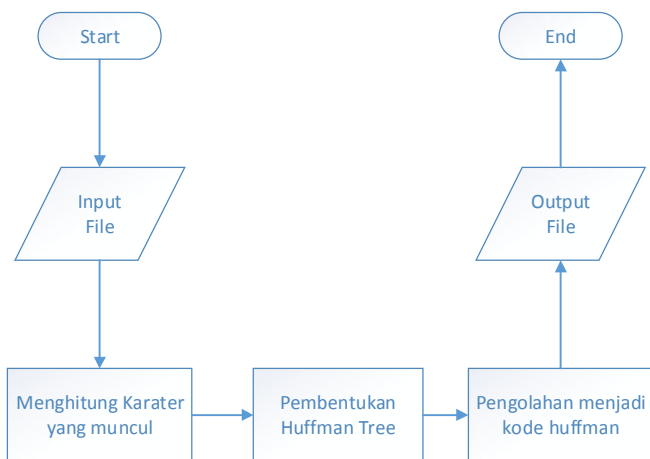 Start
Input
File
Menghitung Karater
yang muncul
Pembentukan
Huffman Tree
Pengolahan menjadi
kode huffman
Output
File
End